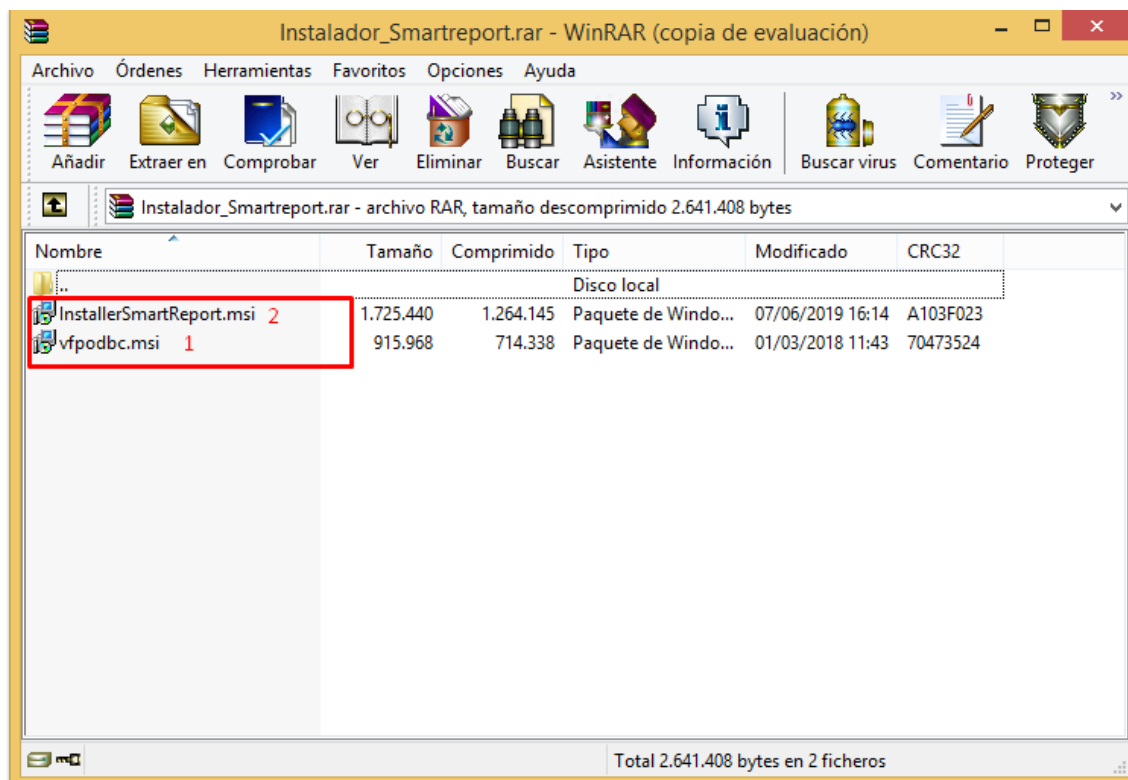 Instalador_Smartreport.rar - WinRAR (copia de evaluación)
Archivo Órdenes Herramientas Favoritos Opciones Ayuda
Añadir Extraer en Comprobar Ver Eliminar Buscar Asistente Información Buscar virus Comentario Proteger
Instalador_Smartreport.rar - archivo RAR, tamaño descomprimido 2.641.408 bytes
Nombre Tamaño Comprimido Tipo Modificado CRC32
.. Disco local
InstallerSmartReport.msi 2 1.725.440 1.264.145 Paquete de Windo... 07/06/2019 16:14 A103F023
vfpodbc.msi 1 915.968 714.338 Paquete de Windo... 01/03/2018 11:43 70473524
Total 2.641.408 bytes en 2 ficheros